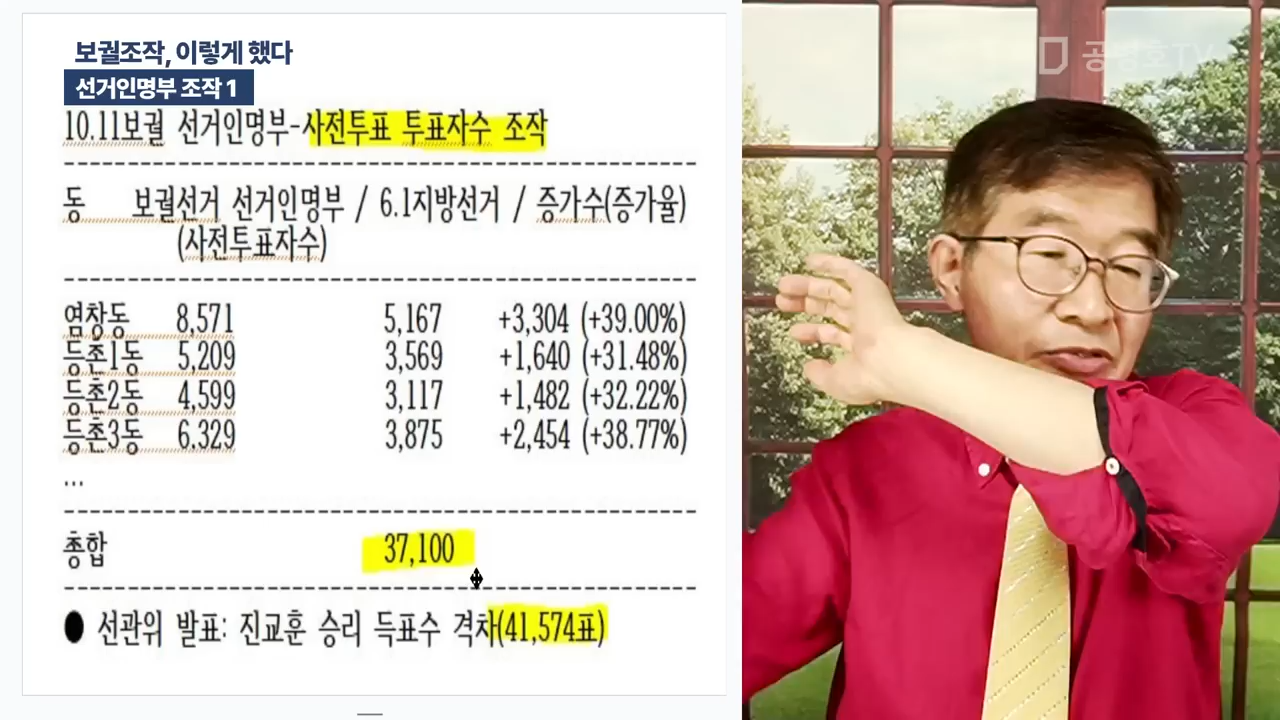 보궐조작, 이렇게 했다
선거인명부 조작 1
10.11보궐 선거인명부-사전투표 투표자수 조작
동 보궐선거 선거인명부 / 6.1지방선거 / 증가수(증가율)
(사전투표자수)
염창동 8,571 5,167 +3,304 (+39.00%)
등촌1동 5,209 3,569 +1,640 (+31.48%)
등촌2동 4,599 3,117 +1,482 (+32.22%)
등촌3동 6.329 3,875 +2,454 (+38.77%)
...
총합 37,100
● 선관위 발표: 진교훈 승리 득표수 격차(41,574표)
공병호TV